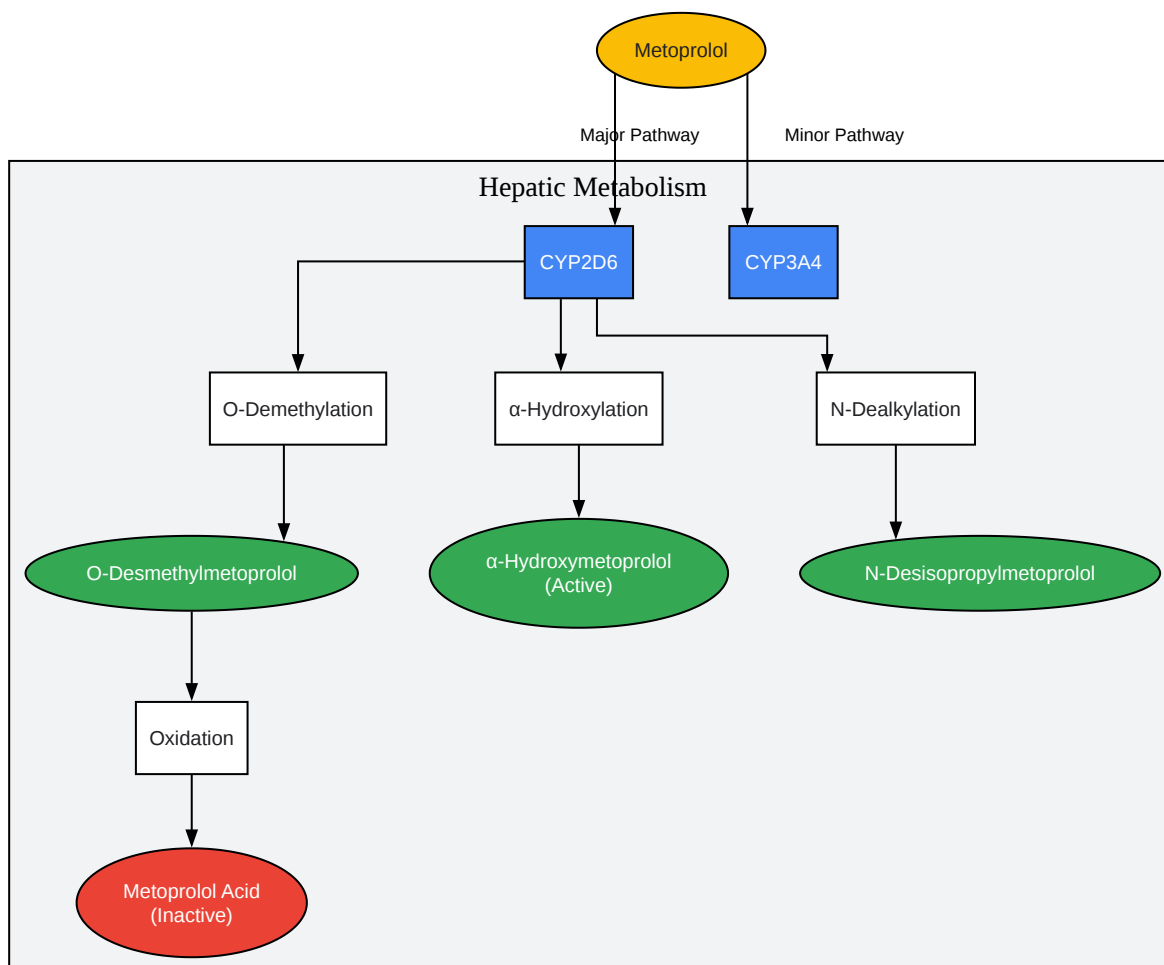 Metoprolol
Major Pathway
Minor Pathway
Hepatic Metabolism
CYP2D6
CYP3A4
O-Demethylation
α-Hydroxylation
N-Dealkylation
O-Desmethylmetoprolol
α-Hydroxymetoprolol
(Active)
N-Desisopropylmetoprolol
Oxidation
Metoprolol Acid
(Inactive)